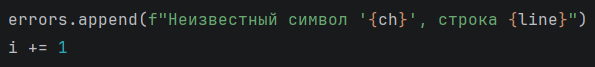 errors.append(f"Неизвестный символ '{ch}', строка {line}")
i += 1